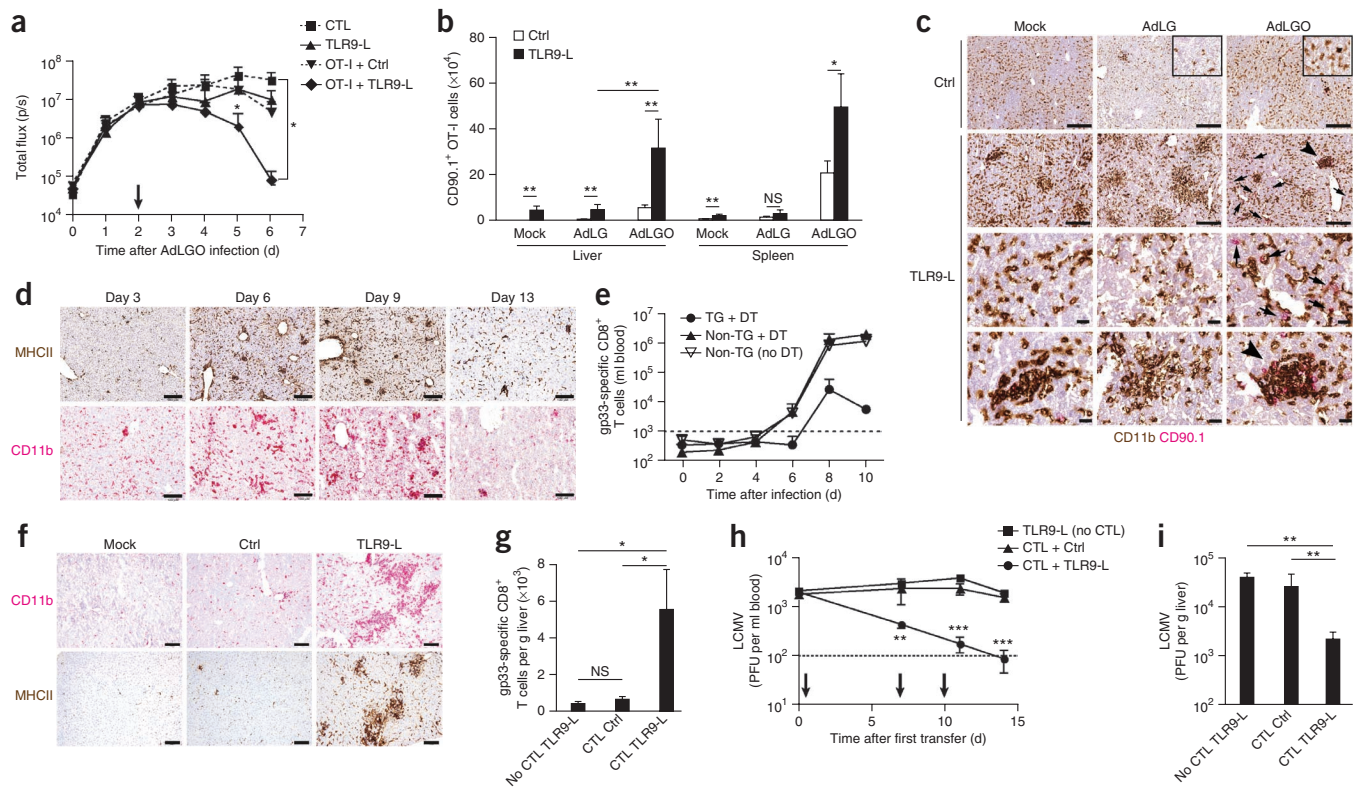 a
CTL
TLR9-L
OT-I + Ctrl
OT-I + TLR9-L
10^8
10^7
10^6
10^5
10^4
Total flux (p/s)
*
*
0 1 2 3 4 5 6 7
Time after AdLGO infection (d)
b
Ctrl
TLR9-L
CD90.1+ OT-I cells (×10^4)
80
60
40
20
0
** ** ** ** ** NS *
Mock AdLG AdLGO Mock AdLG AdLGO
Liver Spleen
c
Mock AdLG AdLGO
Ctrl
TLR9-L
CD11b CD90.1
d
Day 3 Day 6 Day 9 Day 13
MHCII
CD11b
e
TG + DT
Non-TG + DT
Non-TG (no DT)
gp33-specific CD8+
T cells (ml blood)
10^7
10^6
10^5
10^4
10^3
10^2
0 2 4 6 8 10
Time after infection (d)
f
Mock Ctrl TLR9-L
CD11b
MHCII
g
gp33-specific CD8+
T cells per g liver (×10^-3)
8
6
4
2
0
*
*
NS
No CTL TLR9-L
CTL Ctrl
CTL TLR9-L
h
TLR9-L (no CTL)
CTL + Ctrl
CTL + TLR9-L
LCMV
(PFU per ml blood)
10^4
10^3
10^2
10^1
** *** ***
0 5 10 15
Time after first transfer (d)
i
LCMV
(PFU per g liver)
10^5
10^4
10^3
10^2
**
**
No CTL TLR9-L
CTL Ctrl
CTL TLR9-L